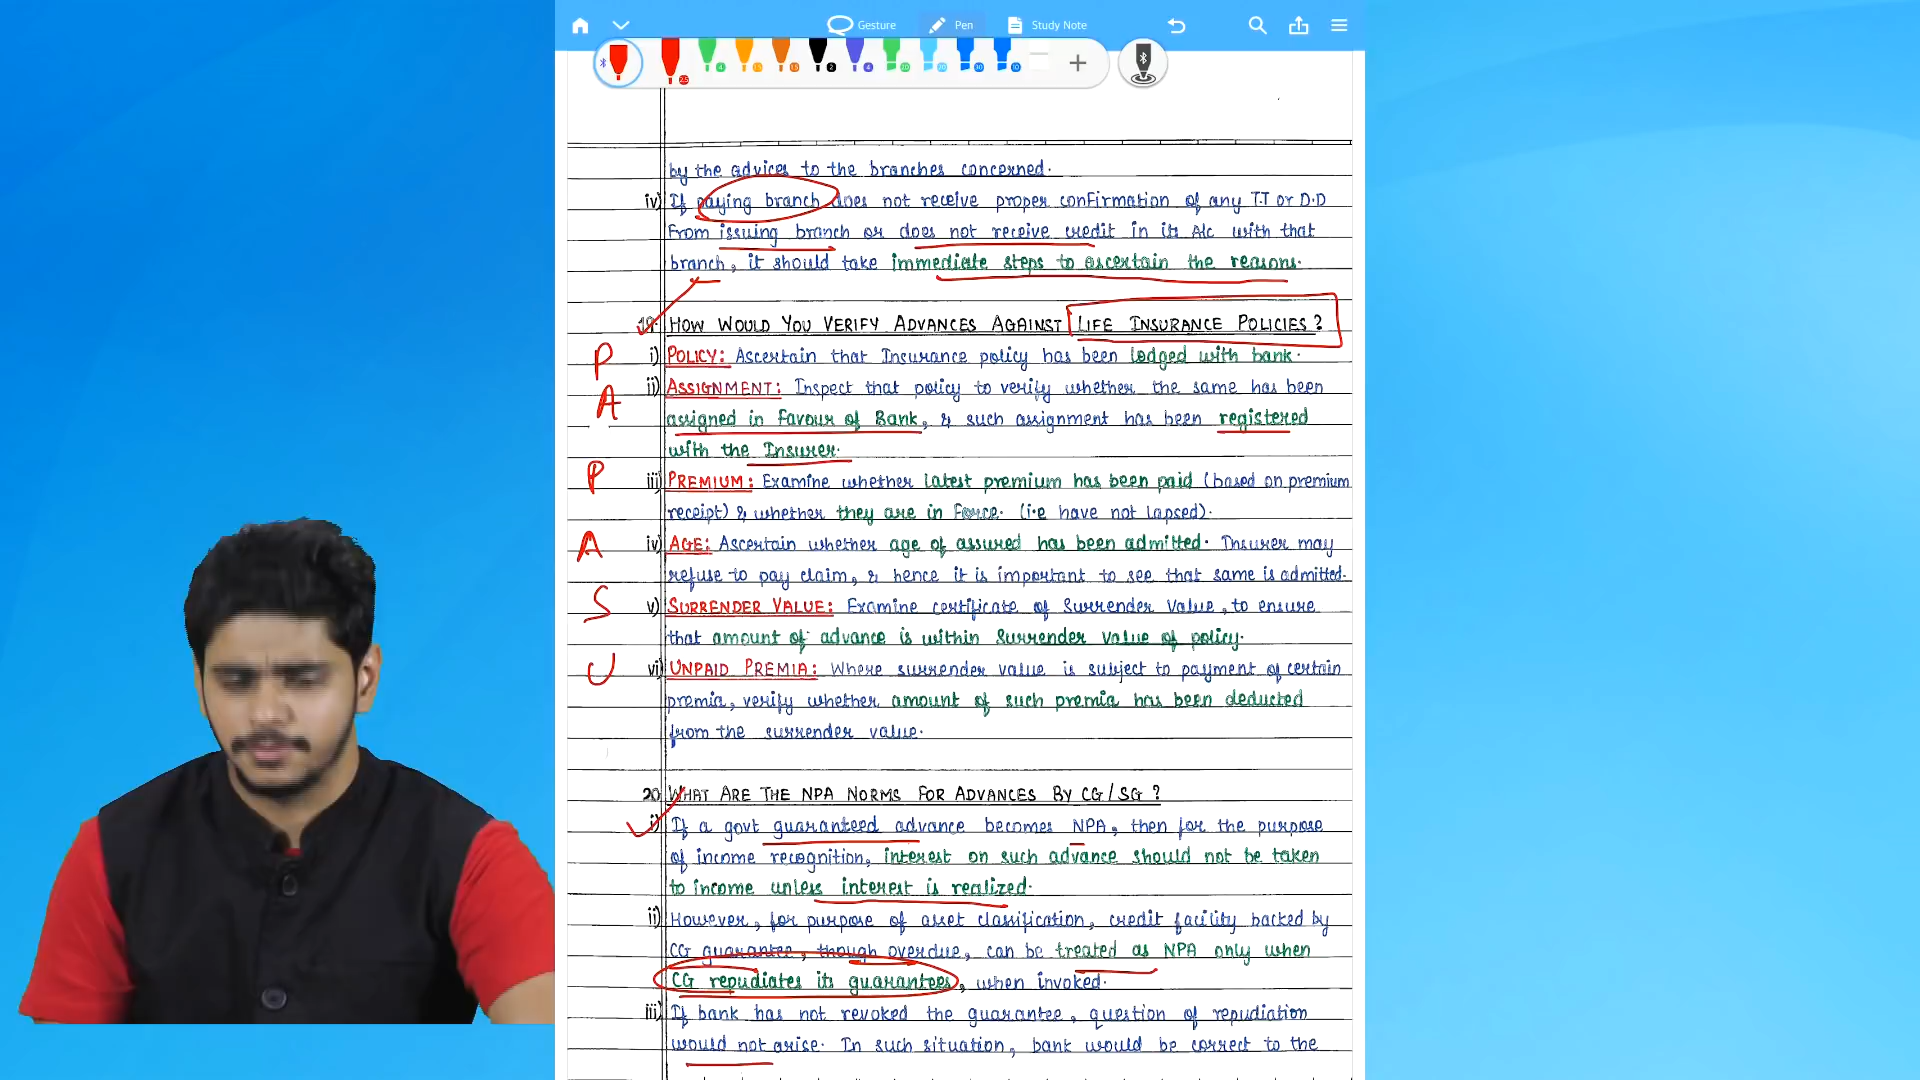 Gesture Pen Study Note
by the advices to the branches concerned.
iv) If paying branch does not receive proper confirmation of any T.T or D.D
from issuing branch or does not receive credit in its A/c with that
branch, it should take immediate steps to ascertain the reasons.
19. HOW WOULD YOU VERIFY ADVANCES AGAINST LIFE INSURANCE POLICIES?
P i) POLICY: Ascertain that Insurance policy has been lodged with bank.
A ii) ASSIGNMENT: Inspect that policy to verify whether the same has been
assigned in favour of Bank, & such assignment has been registered
with the Insurer.
P iii) PREMIUM: Examine whether latest premium has been paid (based on premium
receipt) & whether they are in force. (i.e have not lapsed).
A iv) AGE: Ascertain whether age of assured has been admitted. Insurer may
refuse to pay claim, & hence it is important to see that same is admitted.
S v) SURRENDER VALUE: Examine certificate of Surrender Value, to ensure
that amount of advance is within Surrender value of policy.
U vi) UNPAID PREMIA: Where surrender value is subject to payment of certain
premia, verify whether amount of such premia has been deducted
from the surrender value.
20 WHAT ARE THE NPA NORMS FOR ADVANCES BY CG/SG?
i) If a govt guaranteed advance becomes NPA, then for the purpose
of income recognition, interest on such advance should not be taken
to income unless interest is realized.
ii) However, for purpose of asset classification, credit facility backed by
CG guarantee, though overdue, can be treated as NPA only when
CG repudiates its guarantees, when invoked.
iii) If bank has not revoked the guarantee, question of repudiation
would not arise. In such situation, bank would be correct to the